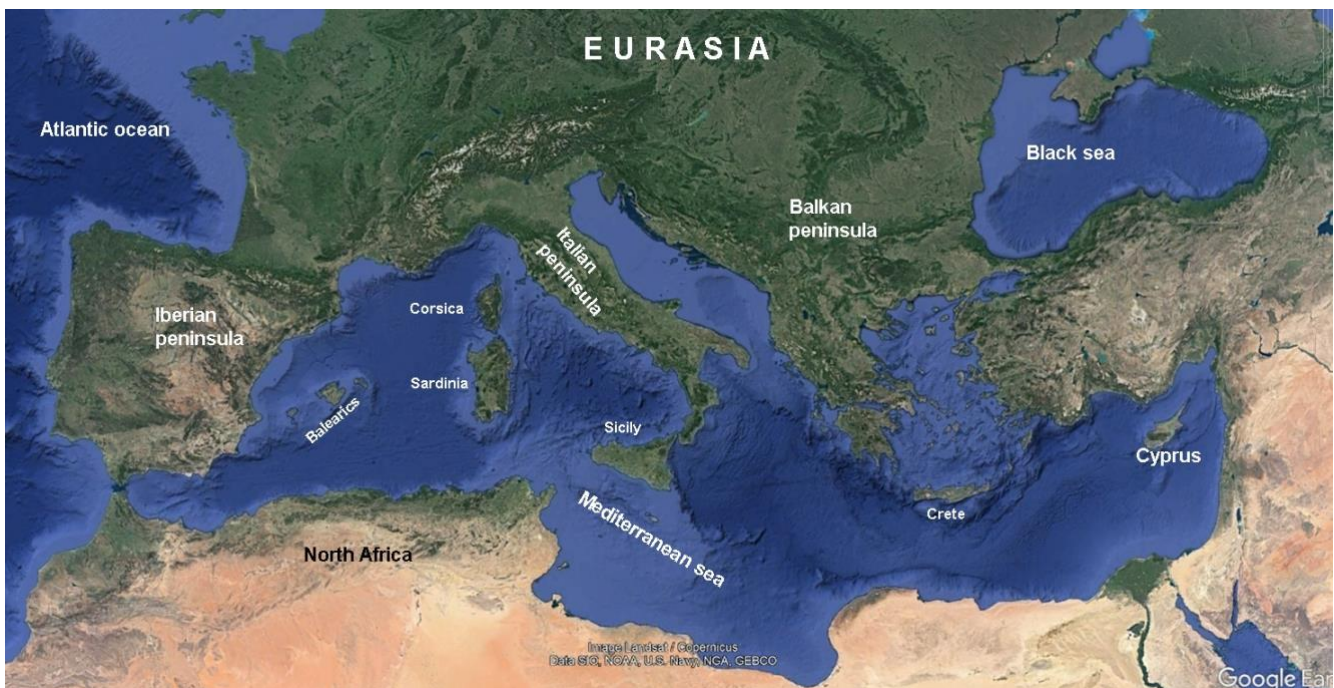 EURASIA
Atlantic ocean
Black sea
Balkan
peninsula
Italian
peninsula
Iberian
peninsula
Corsica
Sardinia
Balearics
Sicily
Cyprus
Crete
Mediterranean sea
North Africa
Image Landsat / Copernicus
Data SIO, NOAA, U.S. Navy, NGA, GEBCO
Google Ear